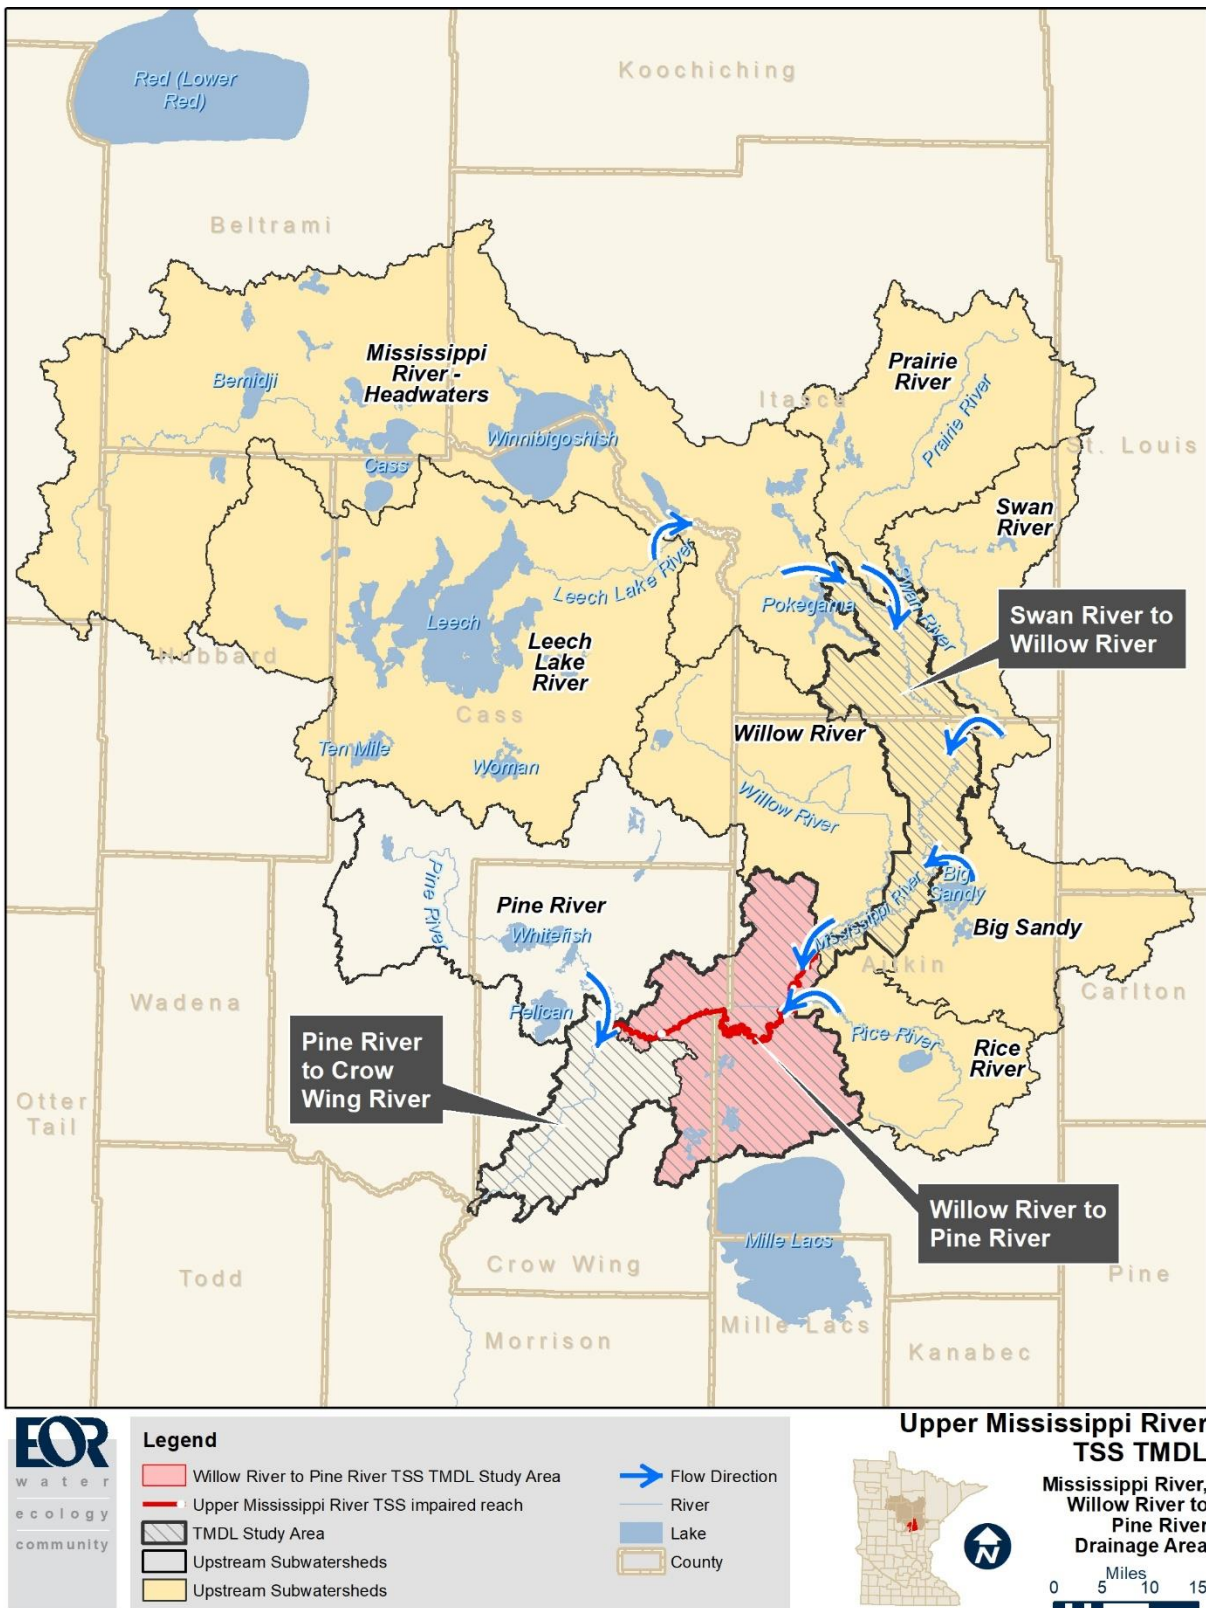 Red (Lower
Red)
Koochiching
Beltrami
Mississippi
River -
Headwaters
Bemidji
Cass
Winnibigoshish
Prairie
River
Itasca
Prairie River
St. Louis
Swan
River
Swan River
Leech Lake River
Pokegama
Swan River to
Willow River
Leech
Leech
Lake
River
Hubbard
Cass
Ten Mile
Woman
Willow River
Willow River
Pine River
Pine River
Whitefish
Big
Sandy
Big Sandy
Mississippi River
Aitkin
Carlton
Wadena
Pelican
Rice River
Rice
River
Pine River
to Crow
Wing River
Otter
Tail
Willow River to
Pine River
Mille Lacs
Crow Wing
Todd
Pine
Morrison
Mille Lacs
Kanabec
EOR
water
ecology
community
Legend
Willow River to Pine River TSS TMDL Study Area
Upper Mississippi River TSS impaired reach
TMDL Study Area
Upstream Subwatersheds
Upstream Subwatersheds
Flow Direction
River
Lake
County
N
Upper Mississippi River
TSS TMDL
Mississippi River,
Willow River to
Pine River
Drainage Area
Miles
0 5 10 15